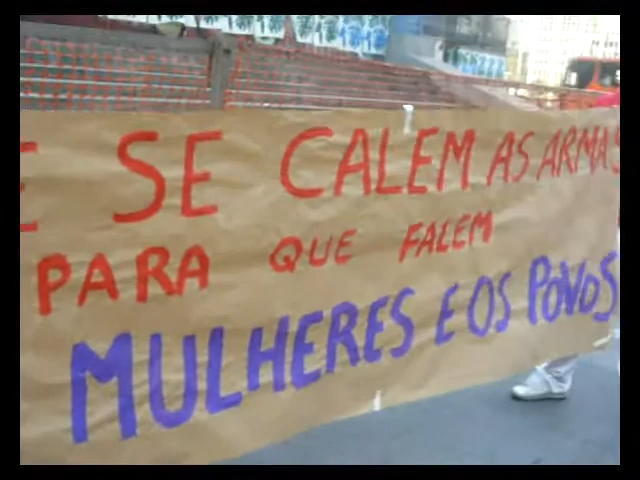 E SE CALEM AS ARMAS
PARA QUE FALEM
MULHERES E OS POVOS